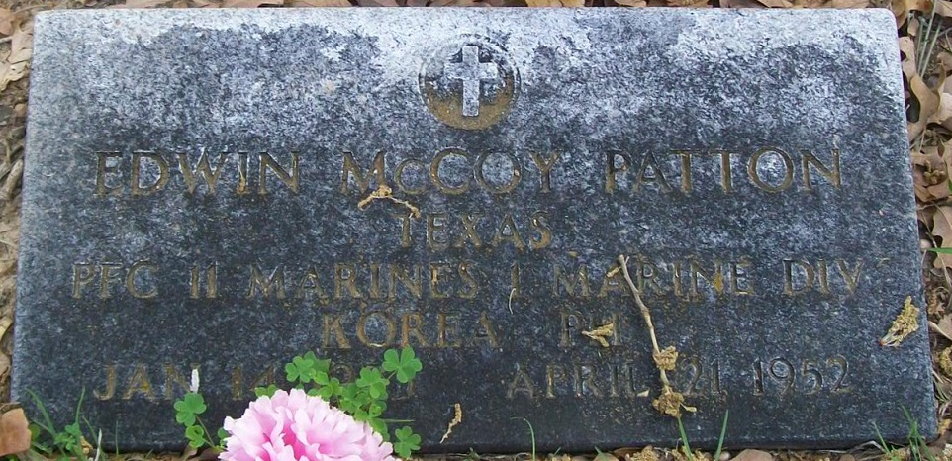 EDWIN McCOY PATTON
TEXAS
PFC 11 MARINES 1 MARINE DIV
KOREA PH
JAN 14 APRIL 21 1952